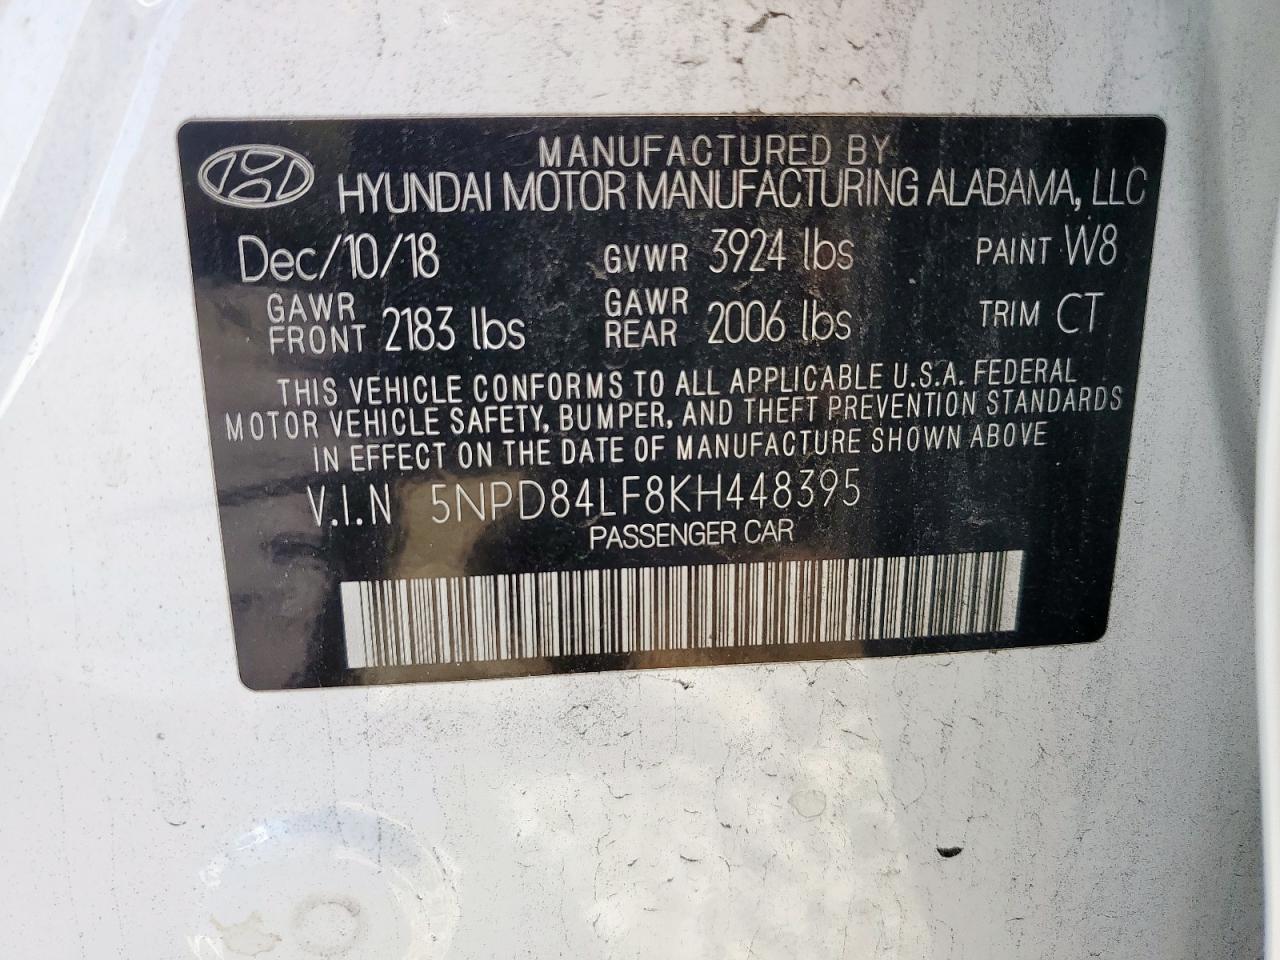 MANUFACTURED BY
HYUNDAI MOTOR MANUFACTURING ALABAMA, LLC
Dec/10/18 GVWR 3924 lbs PAINT W8
GAWR FRONT 2183 lbs GAWR REAR 2006 lbs TRIM CT
THIS VEHICLE CONFORMS TO ALL APPLICABLE U.S.A. FEDERAL
MOTOR VEHICLE SAFETY, BUMPER, AND THEFT PREVENTION STANDARDS
IN EFFECT ON THE DATE OF MANUFACTURE SHOWN ABOVE
V.I.N 5NPD84LF8KH448395
PASSENGER CAR